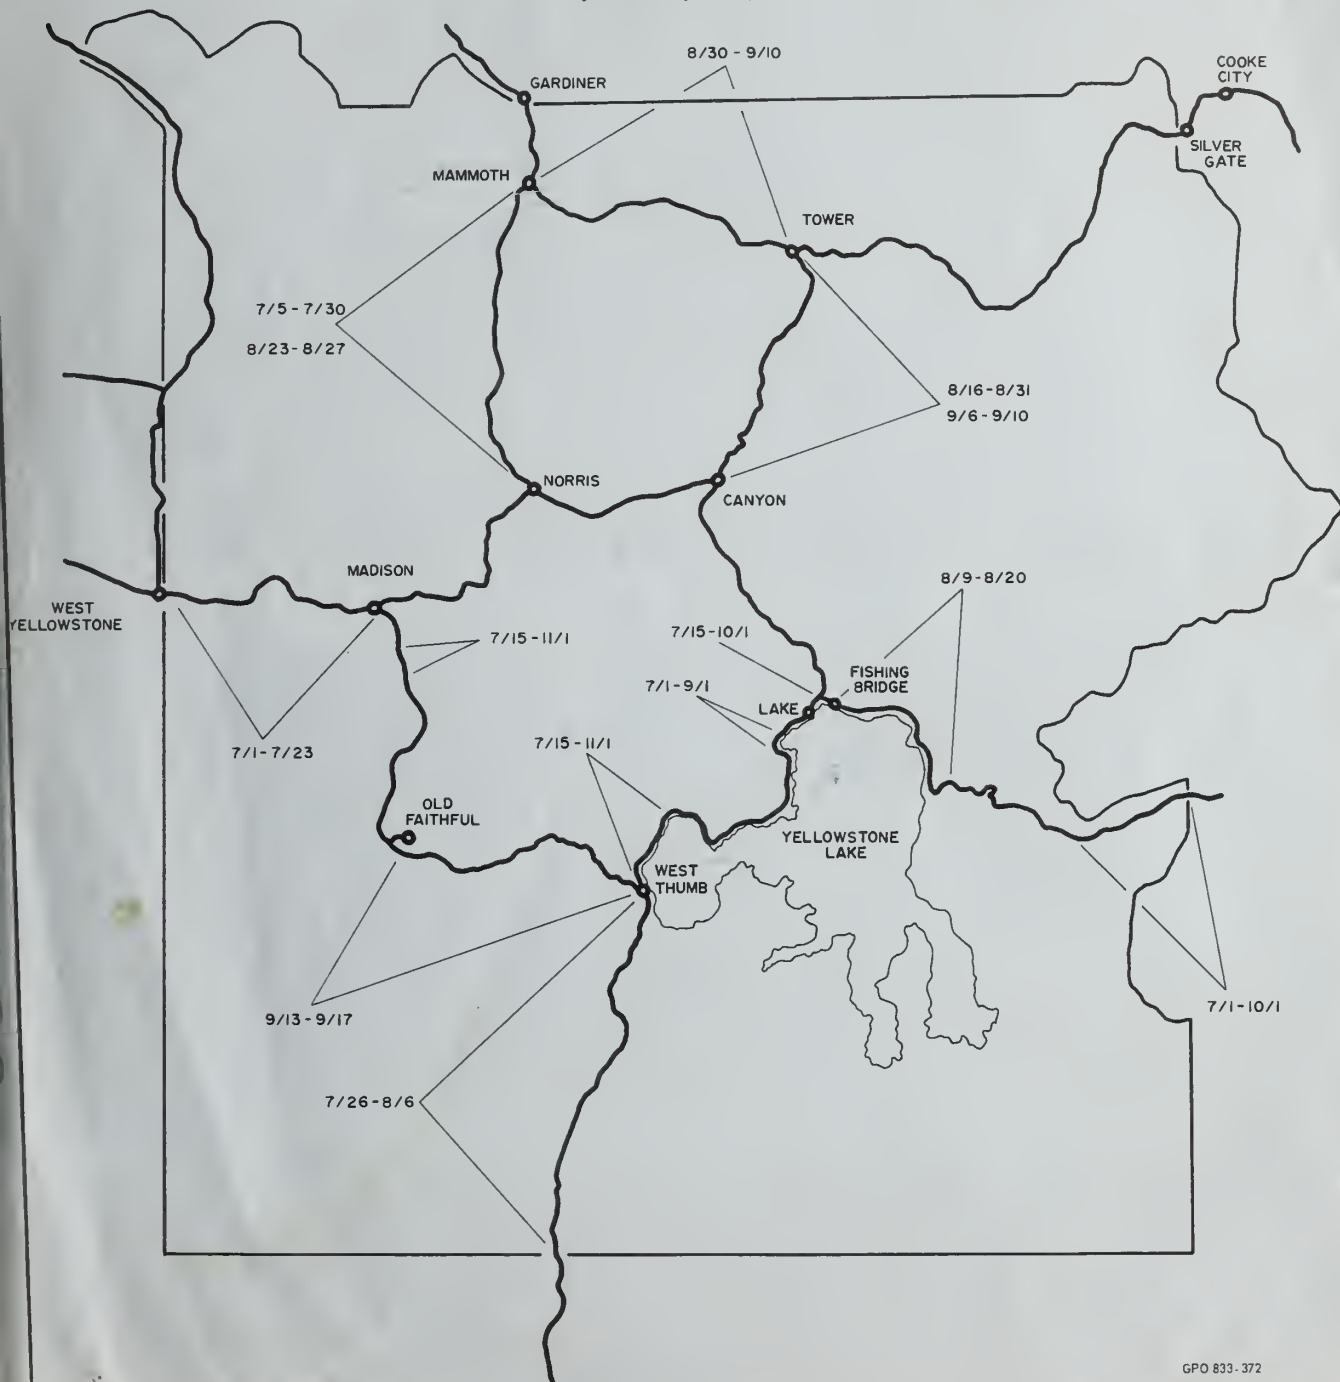 8/30 - 9/10
COOKE
CITY
GARDINER
SILVER
GATE
MAMMOTH
TOWER
7/5 - 7/30
8/23 - 8/27
8/16 - 8/31
9/6 - 9/10
NORRIS
CANYON
MADISON
8/9 - 8/20
WEST
YELLOWSTONE
7/15 - 11/1
7/15 - 10/1
FISHING
BRIDGE
7/1 - 9/1
LAKE
7/1 - 7/23
7/15 - 11/1
OLD
FAITHFUL
YELLOWSTONE
LAKE
WEST
THUMB
9/13 - 9/17
7/1 - 10/1
7/26 - 8/6
GPO 833-372